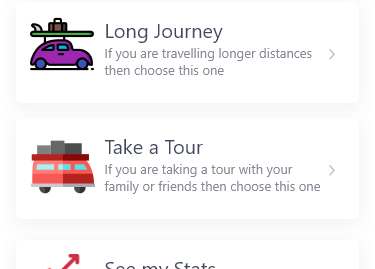 Long Journey
If you are travelling longer distances
then choose this one
Take a Tour
If you are taking a tour with your
family or friends then choose this one
See my Stats